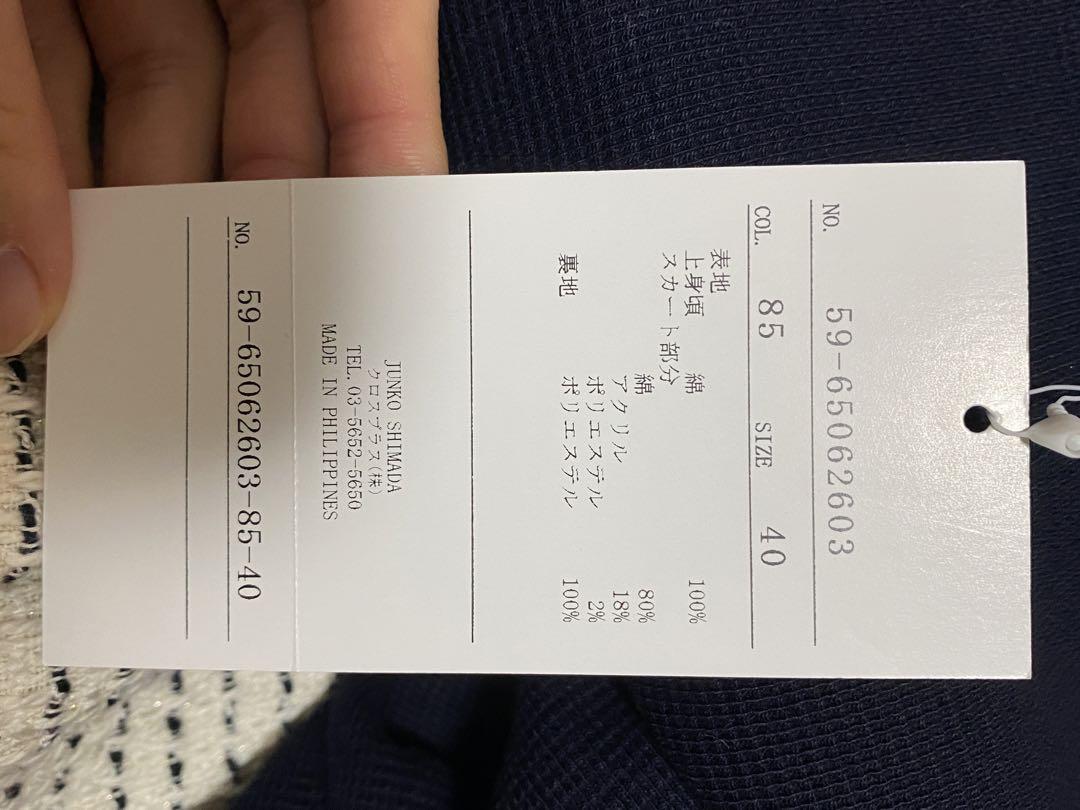 NO. 59-65062603
COL. 85 SIZE 40
表地
上身頃 綿 100%
スカート部分
綿 80%
アクリル 18%
ポリエステル 2%
裏地 ポリエステル 100%
JUNKO SHIMADA
クロスプラス(株)
TEL. 03-5652-5650
MADE IN PHILIPPINES
NO. 59-65062603-85-40